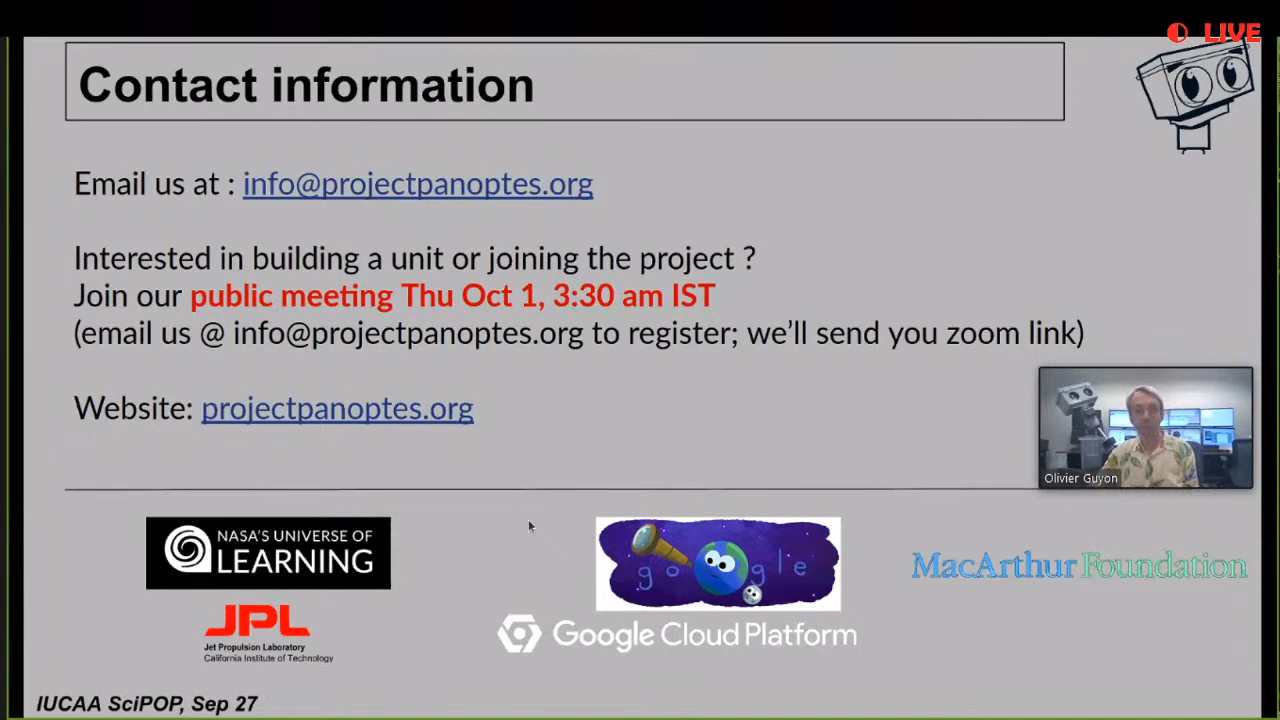 LIVE
Contact information
Email us at : info@projectpanoptes.org
Interested in building a unit or joining the project ?
Join our public meeting Thu Oct 1, 3:30 am IST
(email us @ info@projectpanoptes.org to register; we'll send you zoom link)
Website: projectpanoptes.org
Olivier Guyon
NASA'S UNIVERSE OF
LEARNING
google
MacArthur Foundation
JPL
Jet Propulsion Laboratory
California Institute of Technology
Google Cloud Platform
IUCAA SciPOP, Sep 27